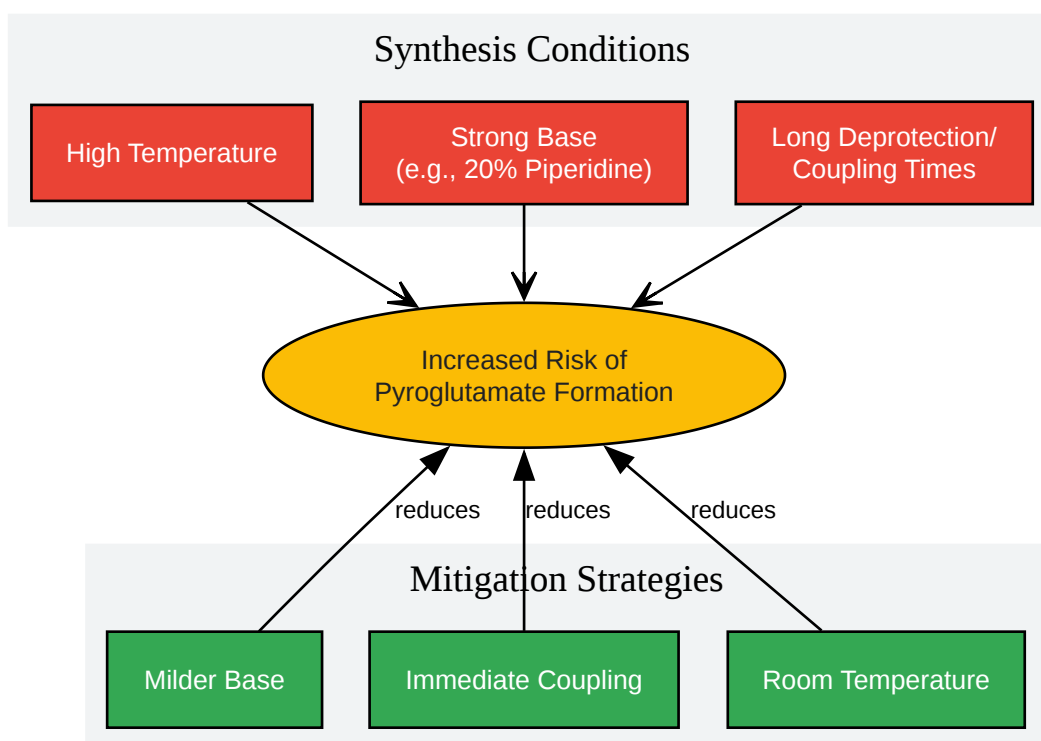 Synthesis Conditions
High Temperature
Strong Base
(e.g., 20% Piperidine)
Long Deprotection/
Coupling Times
Increased Risk of
Pyroglutamate Formation
reduces
reduces
reduces
Mitigation Strategies
Milder Base
Immediate Coupling
Room Temperature